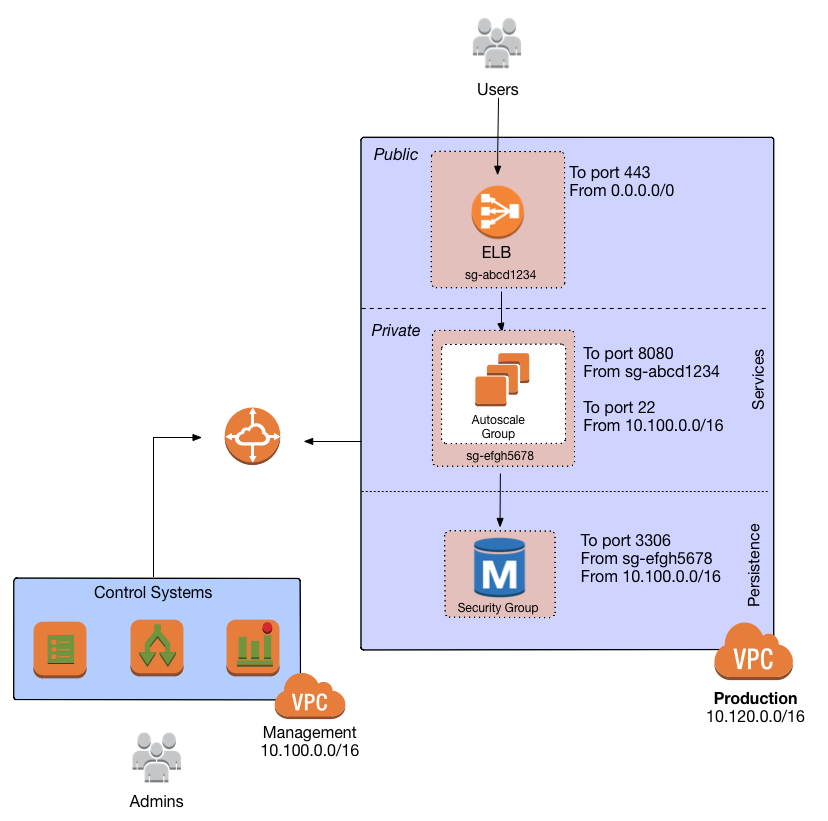 Users
Public
To port 443
From 0.0.0.0/0
ELB
sg-abcd1234
Private
To port 8080
From sg-abcd1234
To port 22
From 10.100.0.0/16
Services
Autoscale
Group
sg-efgh5678
To port 3306
From sg-efgh5678
From 10.100.0.0/16
Persistence
M
Security Group
Control Systems
VPC
Production
10.120.0.0/16
VPC
Management
10.100.0.0/16
Admins